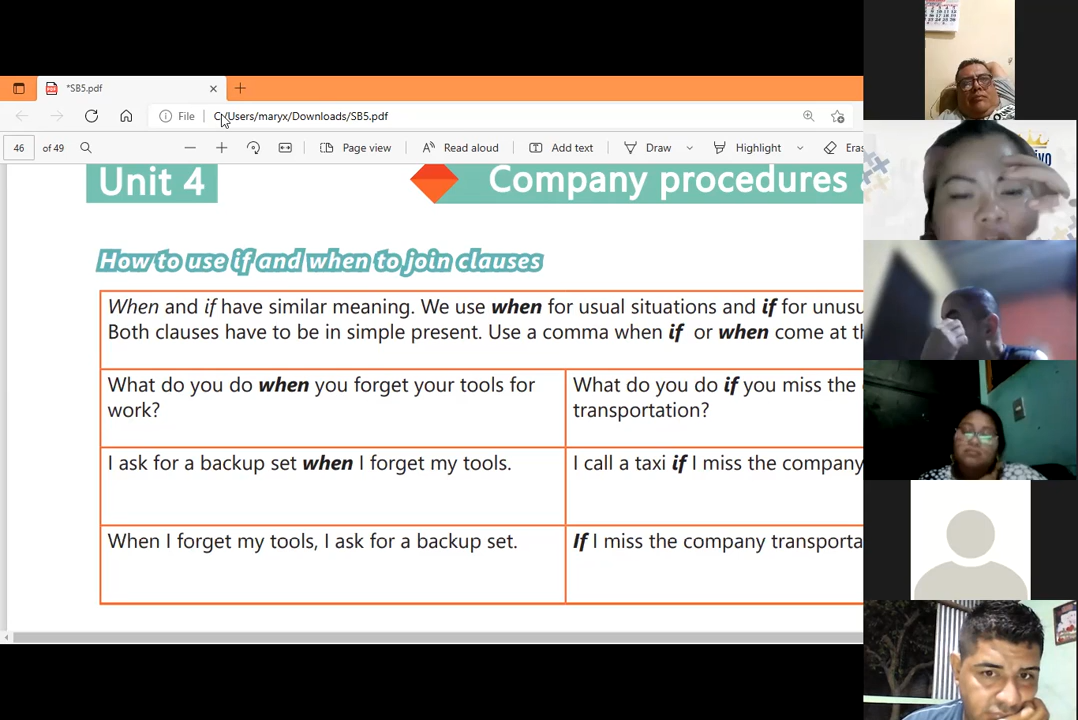 *SB5.pdf
File C:/Users/maryx/Downloads/SB5.pdf
46 of 49 Page view Read aloud Add text Draw Highlight Eras
Unit 4 Company procedures
How to use if and when to join clauses
When and if have similar meaning. We use when for usual situations and if for unusu
Both clauses have to be in simple present. Use a comma when if or when come at th
What do you do when you forget your tools for
work?
What do you do if you miss the
transportation?
I ask for a backup set when I forget my tools.
I call a taxi if I miss the company
When I forget my tools, I ask for a backup set.
If I miss the company transporta